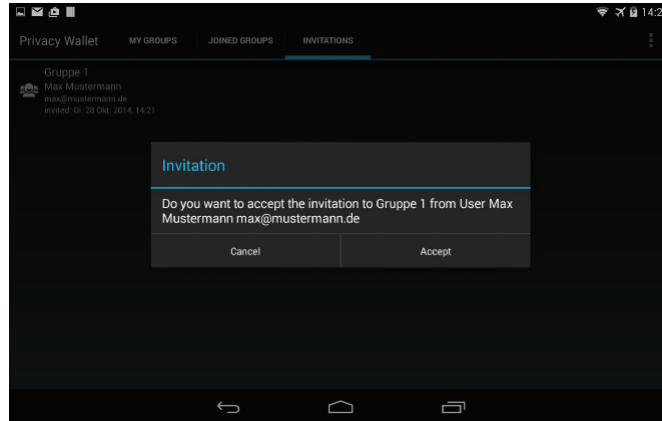 14:2
Privacy Wallet MY GROUPS JOINED GROUPS INVITATIONS
Gruppe 1
Max Mustermann
max@mustermann.de
invited: Di. 28 Okt. 2014, 14:21
Invitation
Do you want to accept the invitation to Gruppe 1 from User Max
Mustermann max@mustermann.de
Cancel Accept